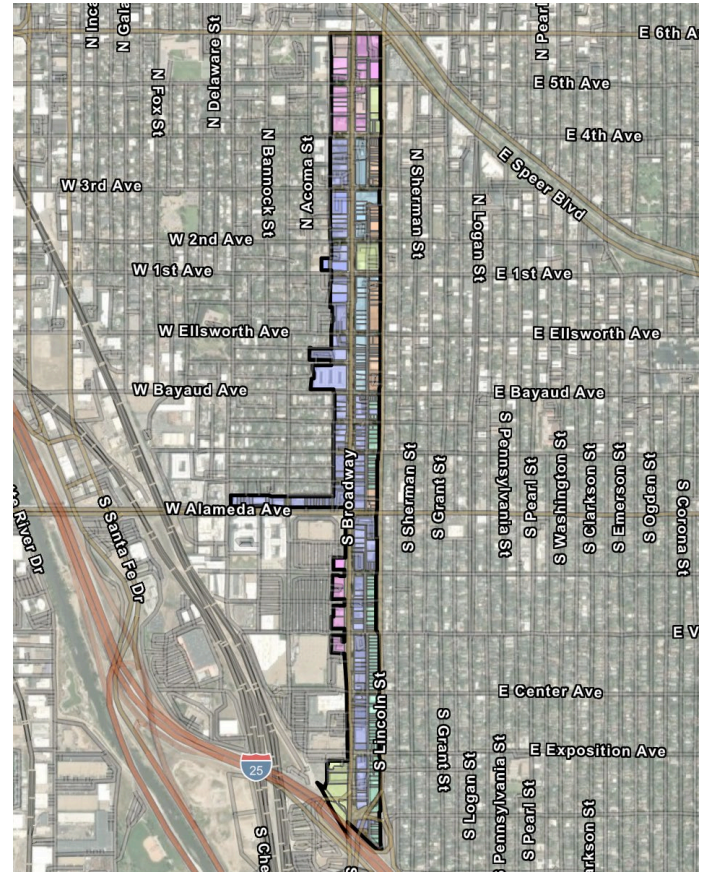 N Inca
N Gala
N Delaware St
N Pearl
E 6th A
E 5th Ave
N Fox St
N Bannock St
N Acoma St
E 4th Ave
E Speer Blvd
N Sherman St
W 3rd Ave
N Logan St
W 2nd Ave
W 1st Ave
E 1st Ave
W Ellsworth Ave
E Ellsworth Ave
W Bayaud Ave
E Bayaud Ave
S Broadway
S Sherman St
S Grant St
S Pennsylvania St
S Pearl St
S Washington St
S Clarkson St
S Emerson St
S Ogden St
S Corona St
W Alameda Ave
River Dr
S Santa Fe Dr
E V
S Lincoln St
E Center Ave
S Grant St
E Exposition Ave
S Logan St
S Pennsylvania St
S Pearl St
25
S Che
S
arkson St